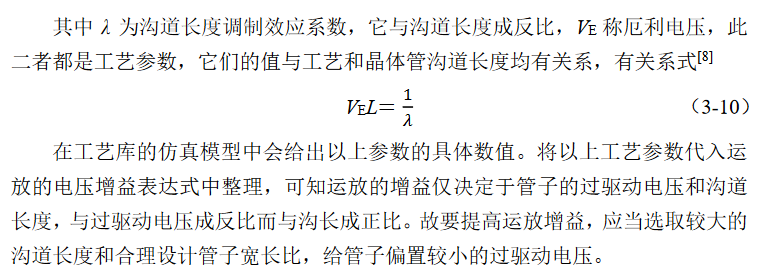 其中 λ 为沟道长度调制效应系数，它与沟道长度成反比，VE 称厄利电压，此
二者都是工艺参数，它们的值与工艺和晶体管沟道长度均有关系，有关系式[8]
VEL= 1/λ （3-10）
在工艺库的仿真模型中会给出以上参数的具体数值。将以上工艺参数代入运
放的电压增益表达式中整理，可知运放的增益仅决定于管子的过驱动电压和沟道
长度，与过驱动电压成反比而与沟长成正比。故要提高运放增益，应当选取较大的
沟道长度和合理设计管子宽长比，给管子偏置较小的过驱动电压。